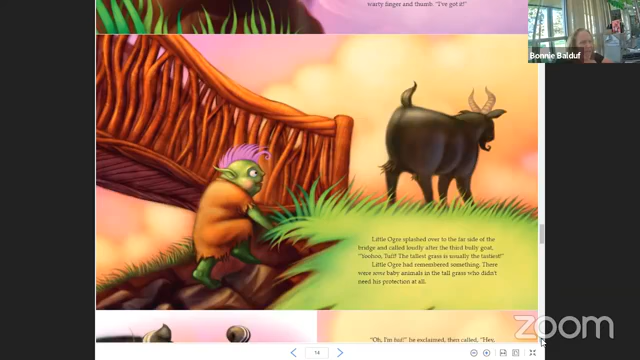 warty finger and thumb. "I've got it!"
Bonnie Balduf
Little Ogre splashed over to the far side of the
bridge and called loudly after the third bully goat,
"Yoohoo, Tuff! The tallest grass is usually the tastiest!"
Little Ogre had remembered something. There
were some baby animals in the tall grass who didn't
need his protection at all.
"Oh, I'm fine!" he exclaimed, then called, "Hey,
zoom
14